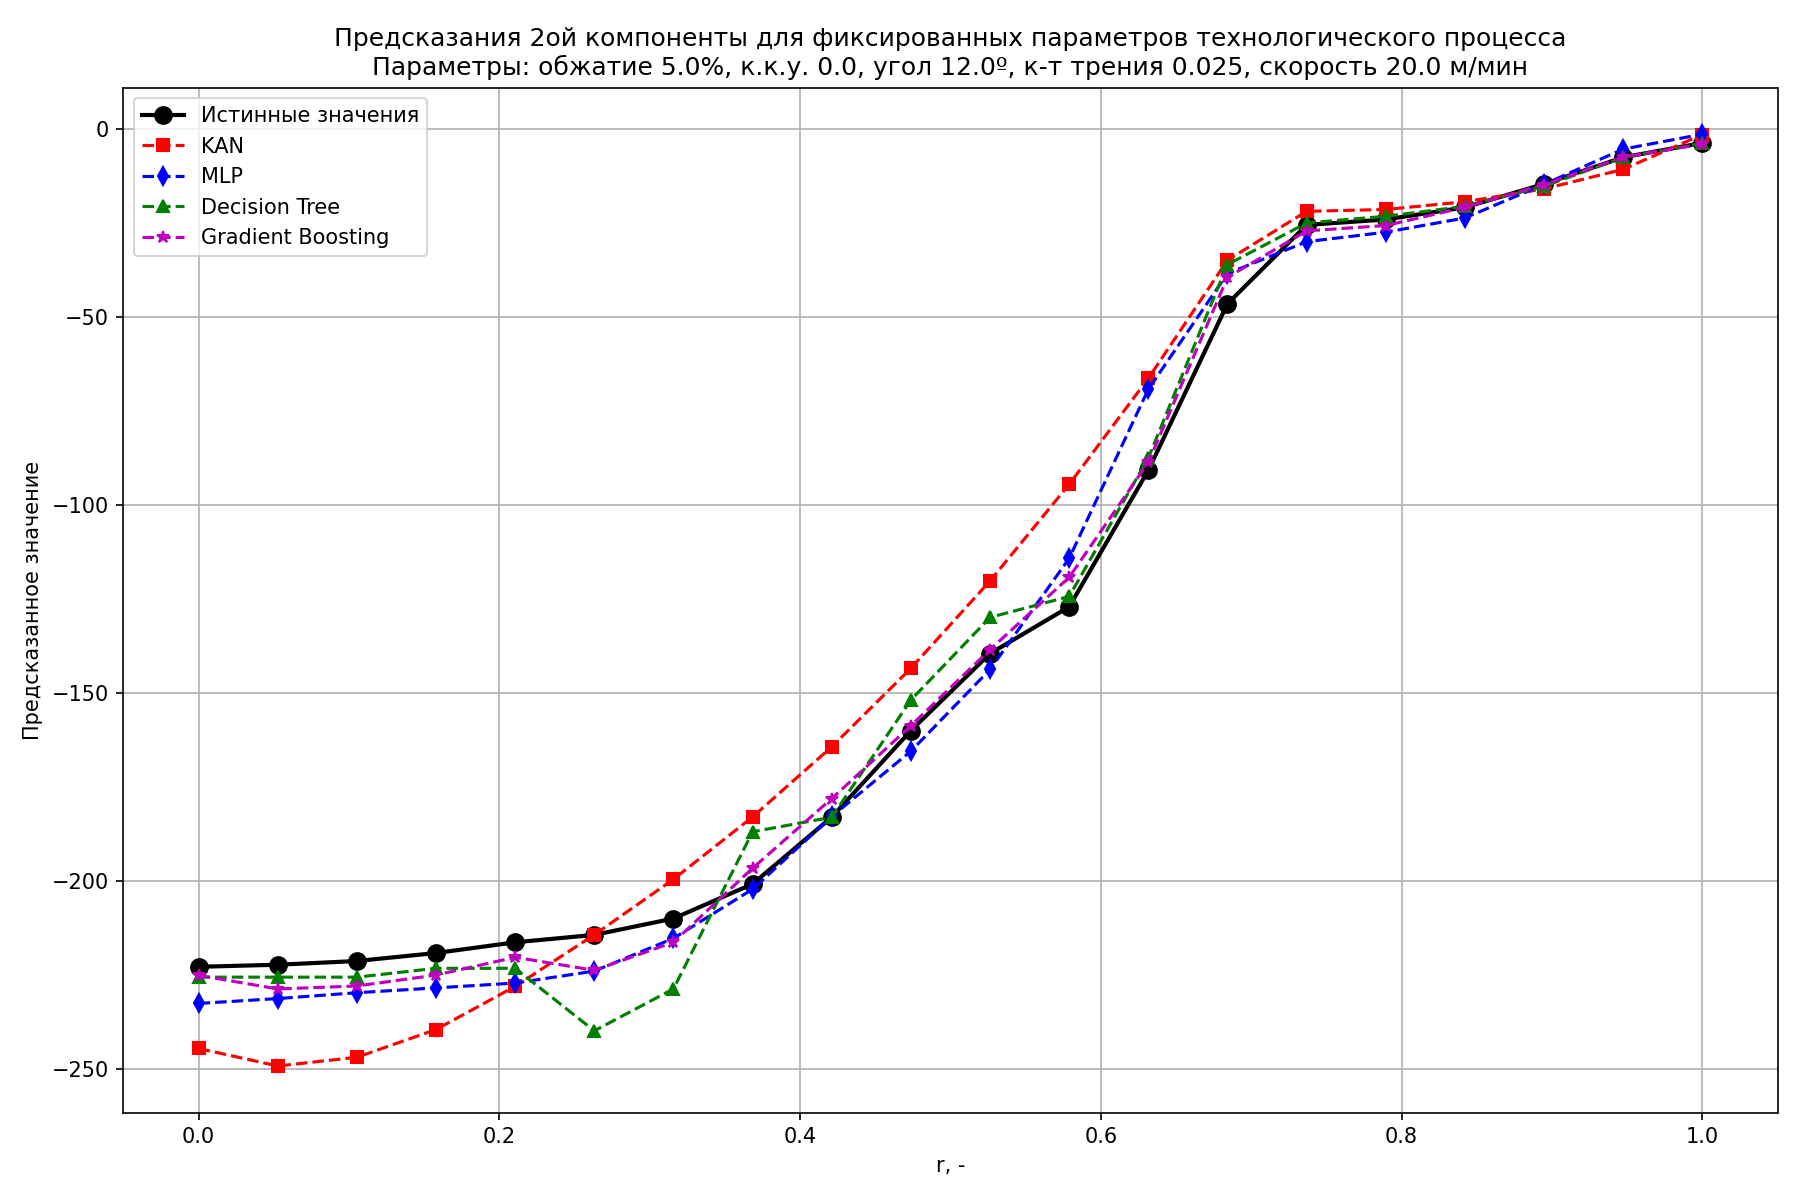 Предсказания 2ой компоненты для фиксированных параметров технологического процесса
Параметры: обжатие 5.0%, к.к.у. 0.0, угол 12.0º, к-т трения 0.025, скорость 20.0 м/мин
Истинные значения
KAN
MLP
Decision Tree
Gradient Boosting
Предсказанное значение
0
−50
−100
−150
−200
−250
0.0
0.2
0.4
0.6
0.8
1.0
r, -